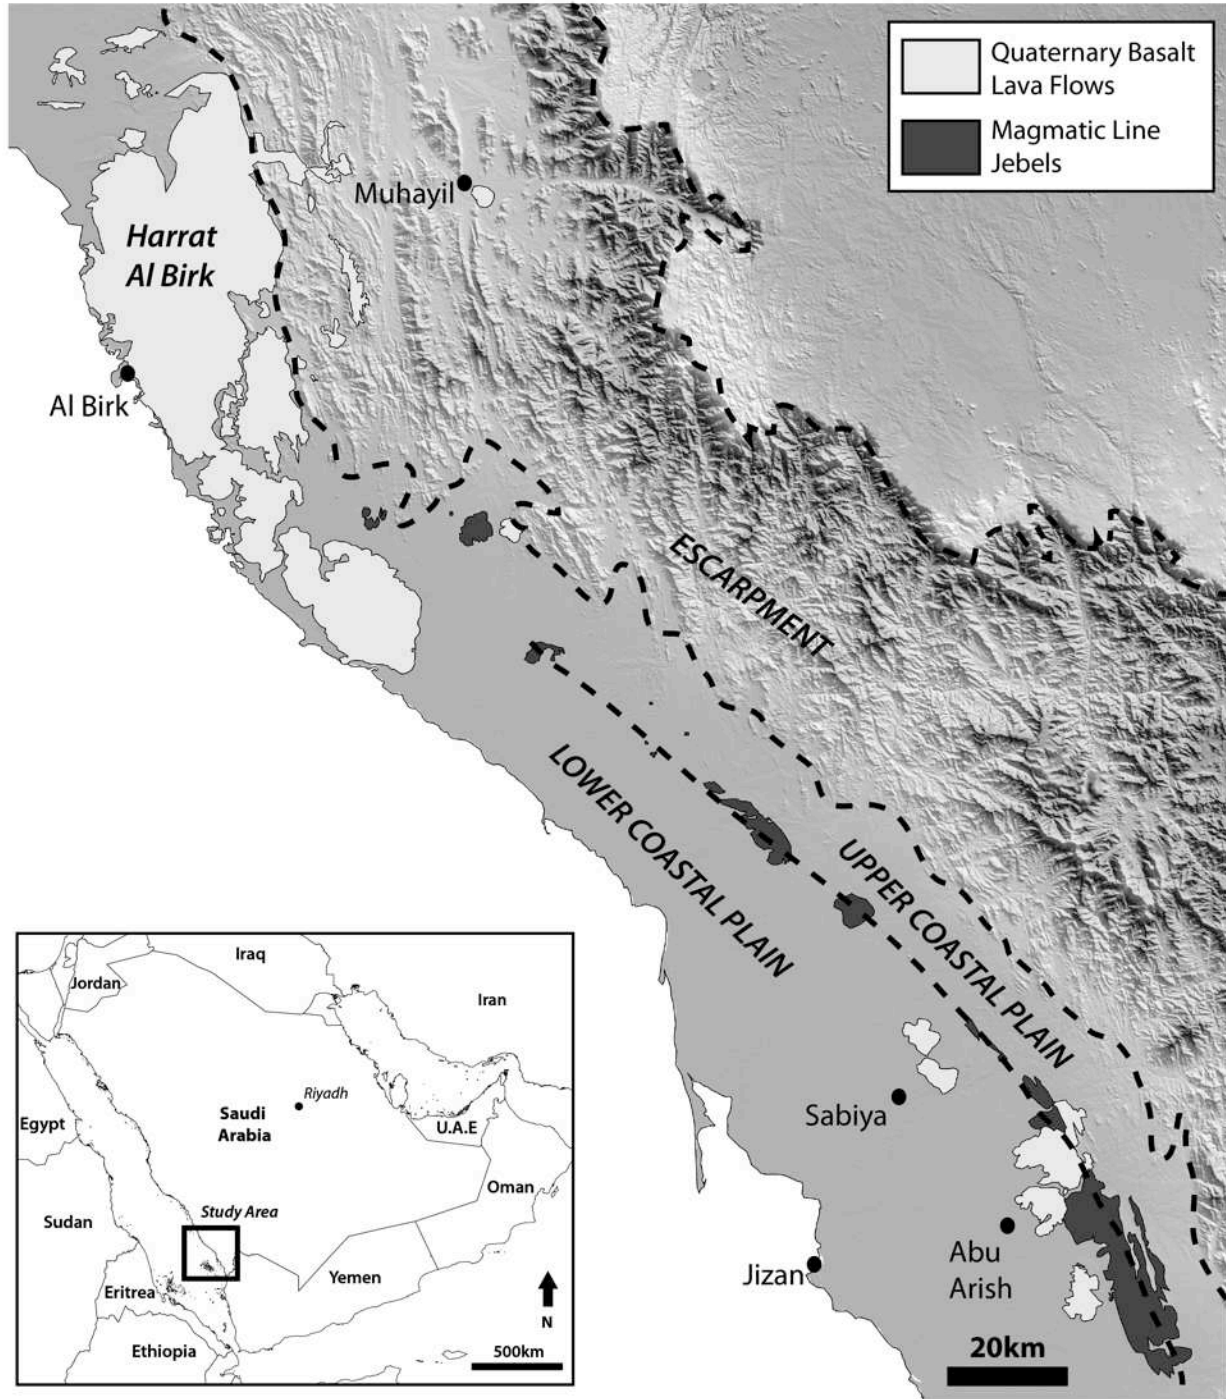 Quaternary Basalt
Lava Flows
Magmatic Line
Jebels
Muhayil
Harrat
Al Birk
Al Birk
ESCARPMENT
LOWER COASTAL PLAIN
UPPER COASTAL PLAIN
Sabiya
Abu
Arish
Jizan
20km
Iraq
Jordan
Iran
Riyadh
Saudi
Arabia
Egypt
U.A.E
Oman
Study Area
Sudan
Yemen
Eritrea
N
Ethiopia
500km